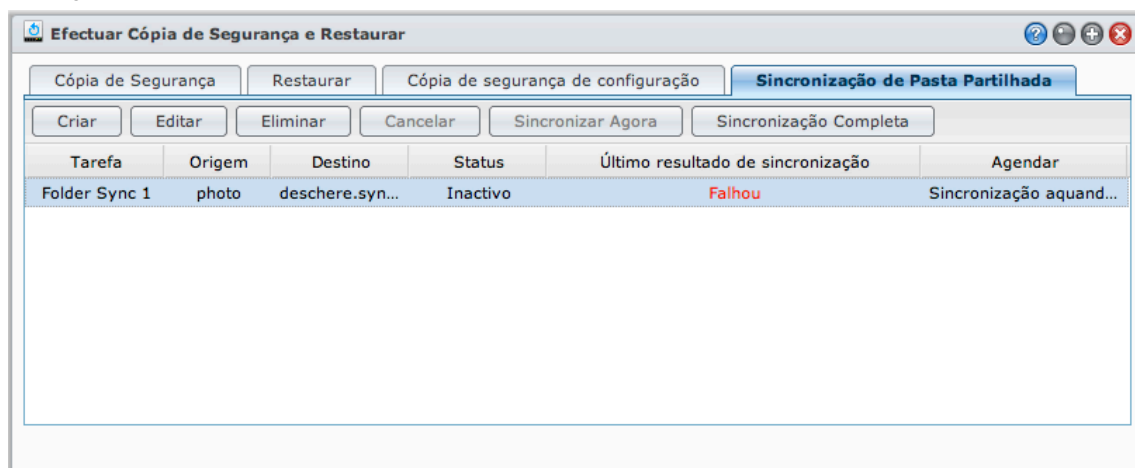 Efectuar Cópia de Segurança e Restaurar
Cópia de Segurança Restaurar Cópia de segurança de configuração Sincronização de Pasta Partilhada
Criar Editar Eliminar Cancelar Sincronizar Agora Sincronização Completa
Tarefa Origem Destino Status Último resultado de sincronização Agendar
Folder Sync 1 photo deschere.syn... Inactivo Falhou Sincronização aquand...